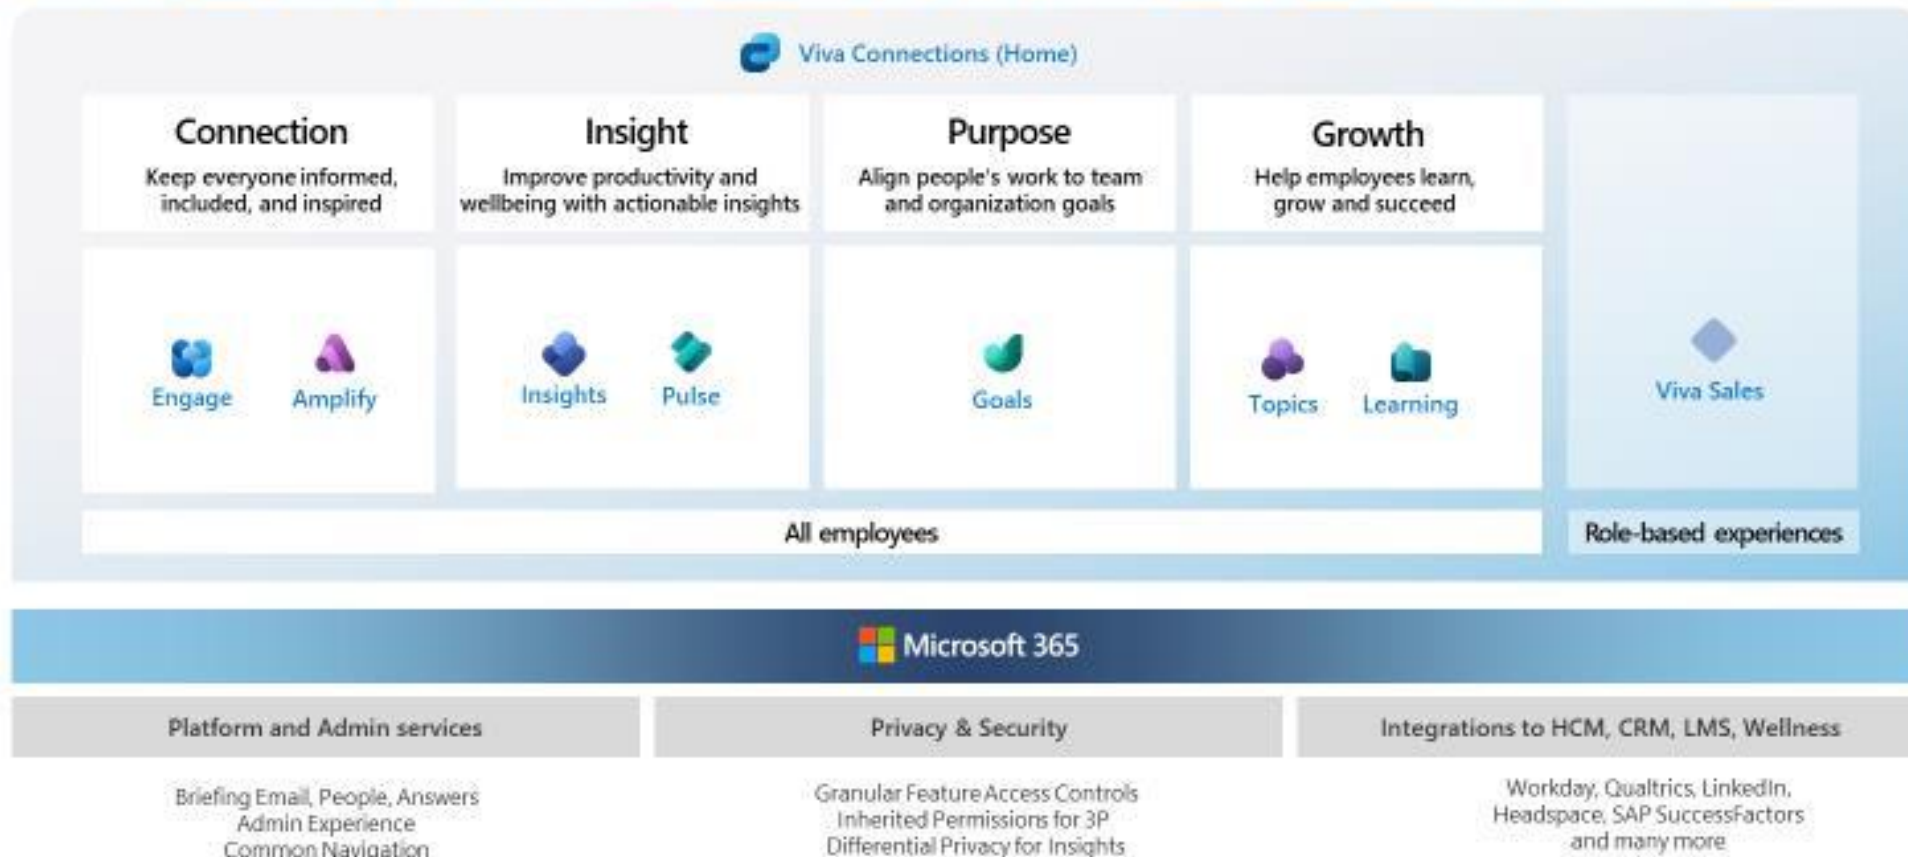 Viva Connections (Home)
Connection
Keep everyone informed,
included, and inspired
Insight
Improve productivity and
wellbeing with actionable insights
Purpose
Align people's work to team
and organization goals
Growth
Help employees learn,
grow and succeed
Engage
Amplify
Insights
Pulse
Goals
Topics
Learning
Viva Sales
All employees
Role-based experiences
Microsoft 365
Platform and Admin services
Briefing Email, People, Answers
Admin Experience
Common Navigation
Privacy & Security
Granular Feature Access Controls
Inherited Permissions for 3P
Differential Privacy for Insights
Integrations to HCM, CRM, LMS, Wellness
Workday, Qualtrics, LinkedIn,
Headspace, SAP SuccessFactors
and many more